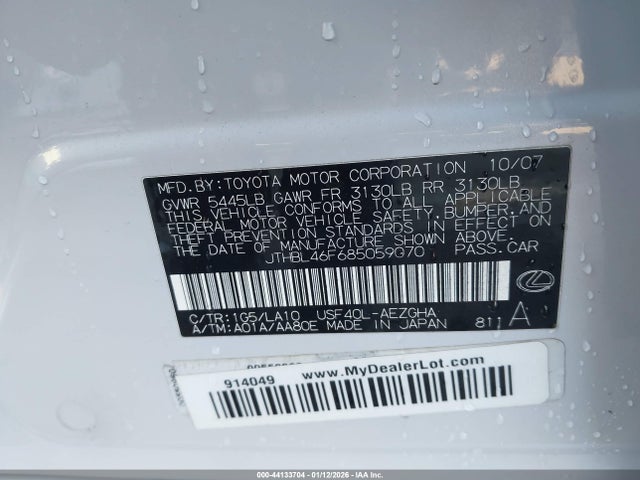 MFD. BY: TOYOTA MOTOR CORPORATION 10/07
GVWR 5445LB GAWR FR 3130LB RR 3130LB
THIS VEHICLE CONFORMS TO ALL APPLICABLE
FEDERAL MOTOR VEHICLE SAFETY, BUMPER, AND
THEFT PREVENTION STANDARDS IN EFFECT ON
THE DATE OF MANUFACTURE SHOWN ABOVE.
JTHBL46F685059070 PASS. CAR
C/TR: 1G5/LA10 USF40L-AEZGHA
A/TM: A01A/AA80E MADE IN JAPAN 811 A
www.MyDealerLot.com
914049
000-44133704 - 01/12/2026 - IAA Inc.